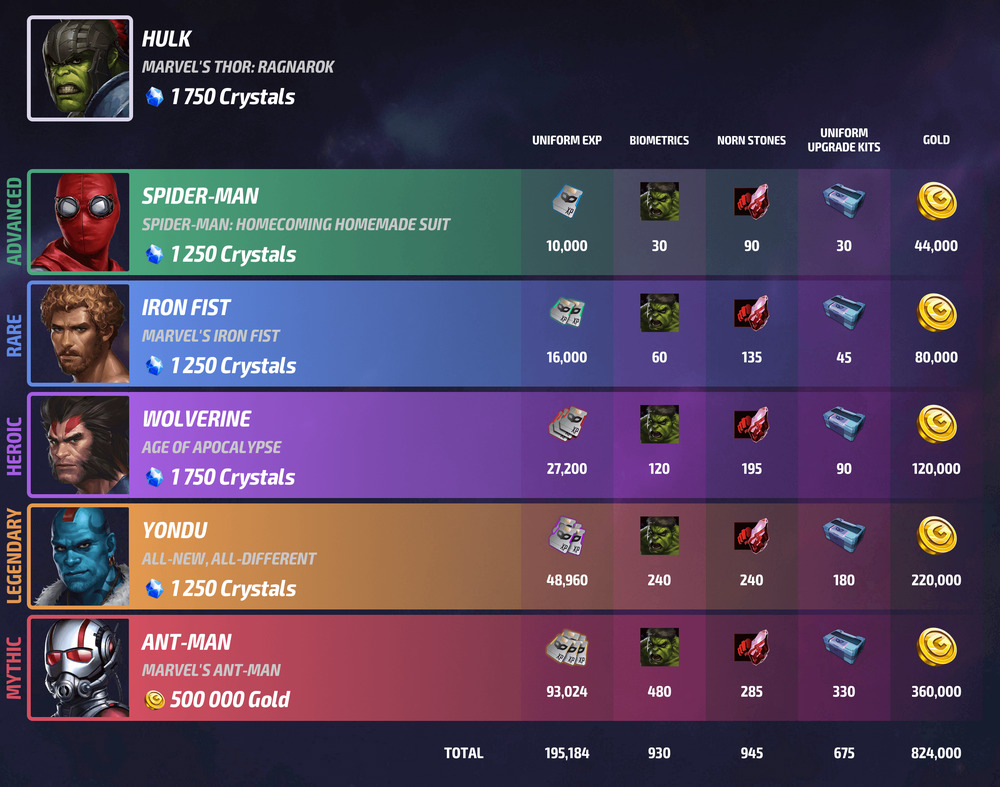 HULK
MARVEL'S THOR: RAGNAROK
1 750 Crystals
UNIFORM EXP
BIOMETRICS
NORN STONES
UNIFORM
UPGRADE KITS
GOLD
ADVANCED
SPIDER-MAN
SPIDER-MAN: HOMECOMING HOMEMADE SUIT
1 250 Crystals
XP
10,000
30
90
30
44,000
RARE
IRON FIST
MARVEL'S IRON FIST
1 250 Crystals
XP
16,000
60
135
45
80,000
HEROIC
WOLVERINE
AGE OF APOCALYPSE
1 750 Crystals
XP
27,200
120
195
90
120,000
LEGENDARY
YONDU
ALL-NEW, ALL-DIFFERENT
1 250 Crystals
XP
48,960
240
240
180
220,000
MYTHIC
ANT-MAN
MARVEL'S ANT-MAN
500 000 Gold
XP
93,024
480
285
330
360,000
TOTAL
195,184
930
945
675
824,000